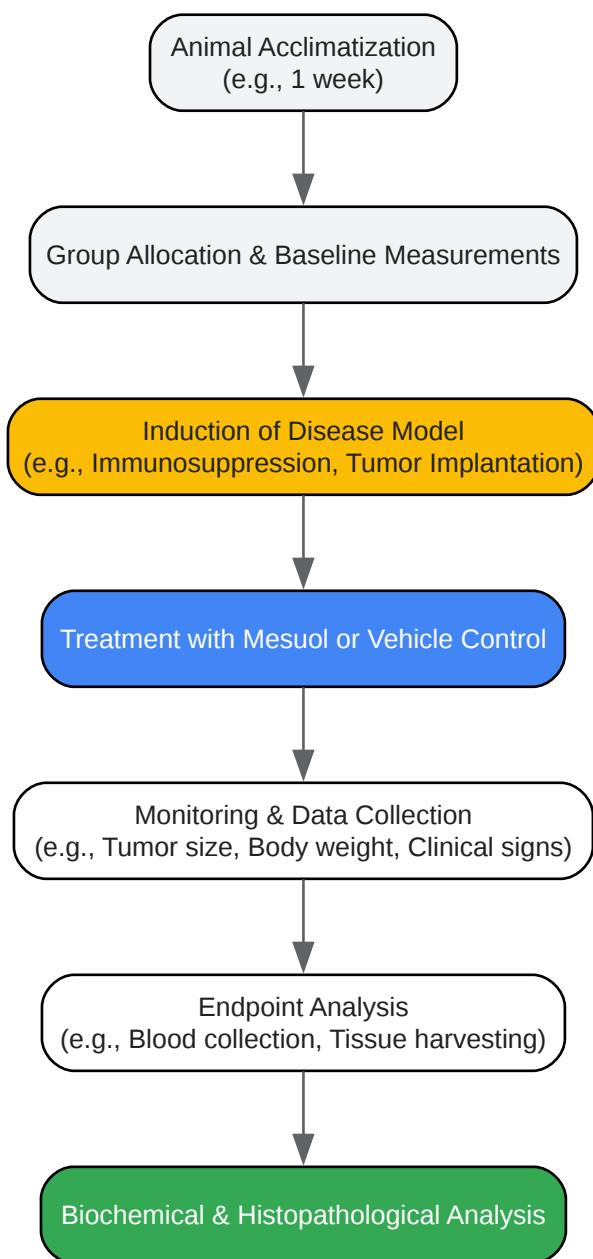 Animal Acclimatization
(e.g., 1 week)
Group Allocation & Baseline Measurements
Induction of Disease Model
(e.g., Immunosuppression, Tumor Implantation)
Treatment with Mesuol or Vehicle Control
Monitoring & Data Collection
(e.g., Tumor size, Body weight, Clinical signs)
Endpoint Analysis
(e.g., Blood collection, Tissue harvesting)
Biochemical & Histopathological Analysis